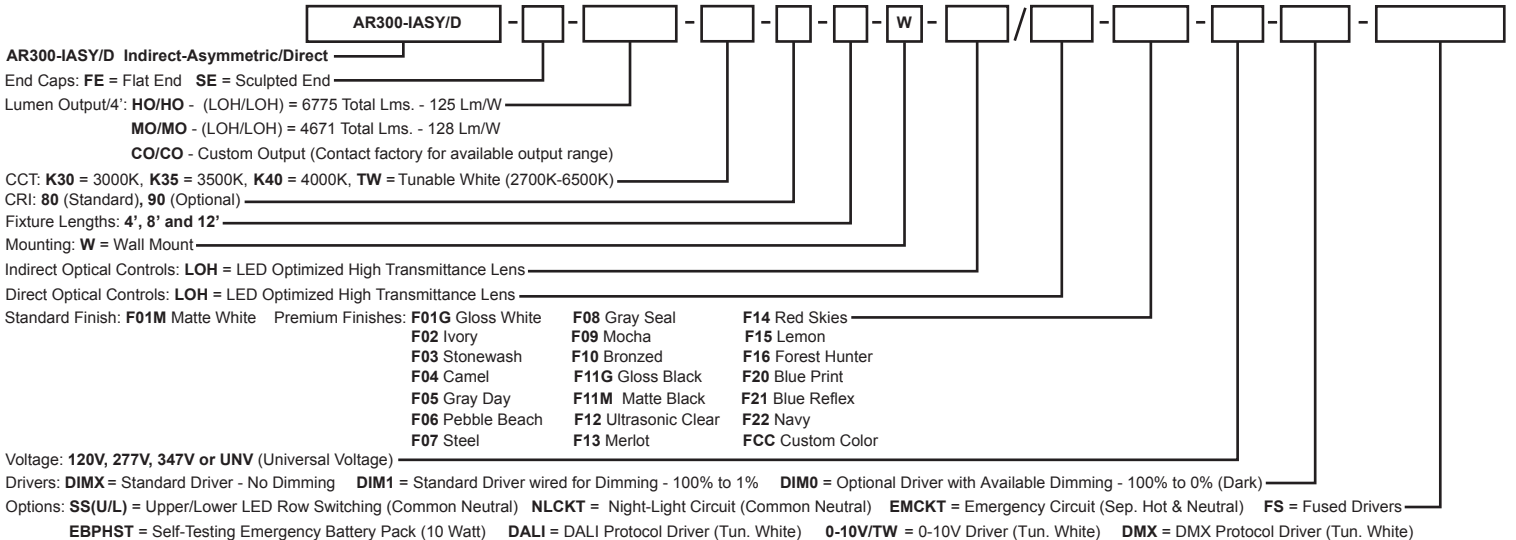 AR300-IASY/D - - - - - - W - / - - - -
AR300-IASY/D Indirect-Asymmetric/Direct
End Caps: FE = Flat End SE = Sculpted End
Lumen Output/4’: HO/HO - (LOH/LOH) = 6775 Total Lms. - 125 Lm/W
MO/MO - (LOH/LOH) = 4671 Total Lms. - 128 Lm/W
CO/CO - Custom Output (Contact factory for available output range)
CCT: K30 = 3000K, K35 = 3500K, K40 = 4000K, TW = Tunable White (2700K-6500K)
CRI: 80 (Standard), 90 (Optional)
Fixture Lengths: 4’, 8’ and 12’
Mounting: W = Wall Mount
Indirect Optical Controls: LOH = LED Optimized High Transmittance Lens
Direct Optical Controls: LOH = LED Optimized High Transmittance Lens
Standard Finish: F01M Matte White Premium Finishes: F01G Gloss White F08 Gray Seal F14 Red Skies
F02 Ivory F09 Mocha F15 Lemon
F03 Stonewash F10 Bronzed F16 Forest Hunter
F04 Camel F11G Gloss Black F20 Blue Print
F05 Gray Day F11M Matte Black F21 Blue Reflex
F06 Pebble Beach F12 Ultrasonic Clear F22 Navy
F07 Steel F13 Merlot FCC Custom Color
Voltage: 120V, 277V, 347V or UNV (Universal Voltage)
Drivers: DIMX = Standard Driver - No Dimming DIM1 = Standard Driver wired for Dimming - 100% to 1% DIM0 = Optional Driver with Available Dimming - 100% to 0% (Dark)
Options: SS(U/L) = Upper/Lower LED Row Switching (Common Neutral) NLCKT = Night-Light Circuit (Common Neutral) EMCKT = Emergency Circuit (Sep. Hot & Neutral) FS = Fused Drivers
EBPHST = Self-Testing Emergency Battery Pack (10 Watt) DALI = DALI Protocol Driver (Tun. White) 0-10V/TW = 0-10V Driver (Tun. White) DMX = DMX Protocol Driver (Tun. White)